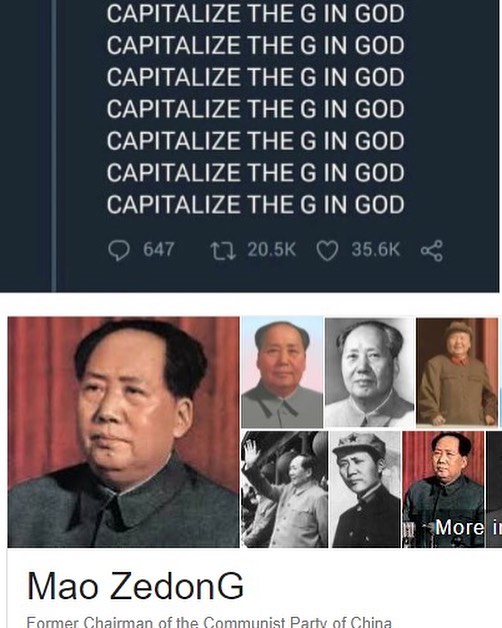 CAPITALIZE THE G IN GOD
CAPITALIZE THE G IN GOD
CAPITALIZE THE G IN GOD
CAPITALIZE THE G IN GOD
CAPITALIZE THE G IN GOD
CAPITALIZE THE G IN GOD
CAPITALIZE THE G IN GOD
647 20.5K 35.6K
More i
Mao ZedonG
Former Chairman of the Communist Party of China